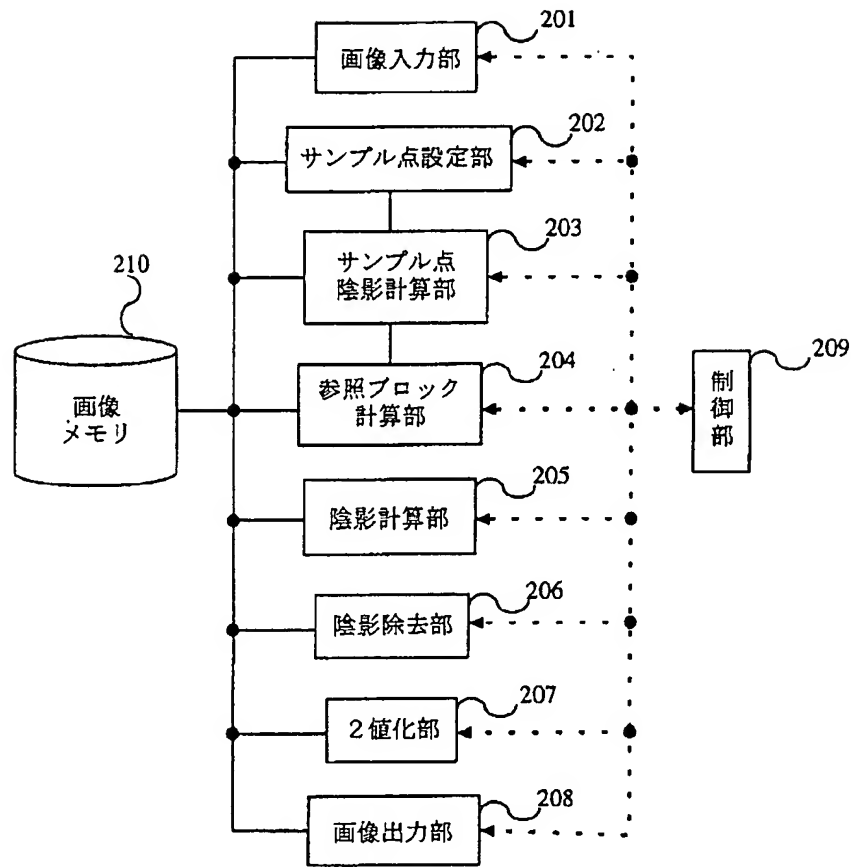 201
画像入力部
202
サンプル点設定部
203
サンプル点
陰影計算部
210
画像
メモリ
204
参照ブロック
計算部
209
制
御
部
205
陰影計算部
206
陰影除去部
207
2値化部
208
画像出力部